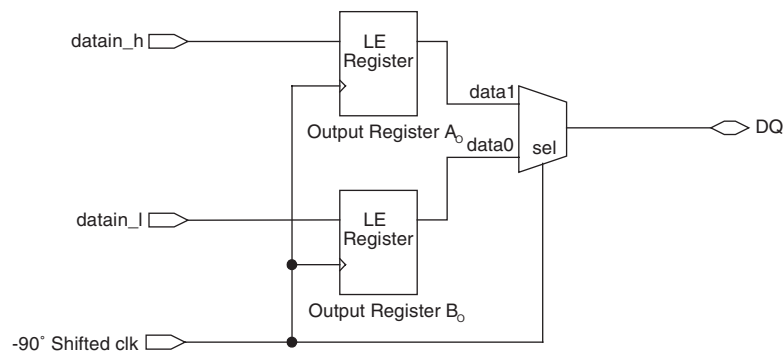 datain_h
LE
Register
data1
Output Register Ao
data0
DQ
sel
datain_l
LE
Register
Output Register Bo
-90° Shifted clk